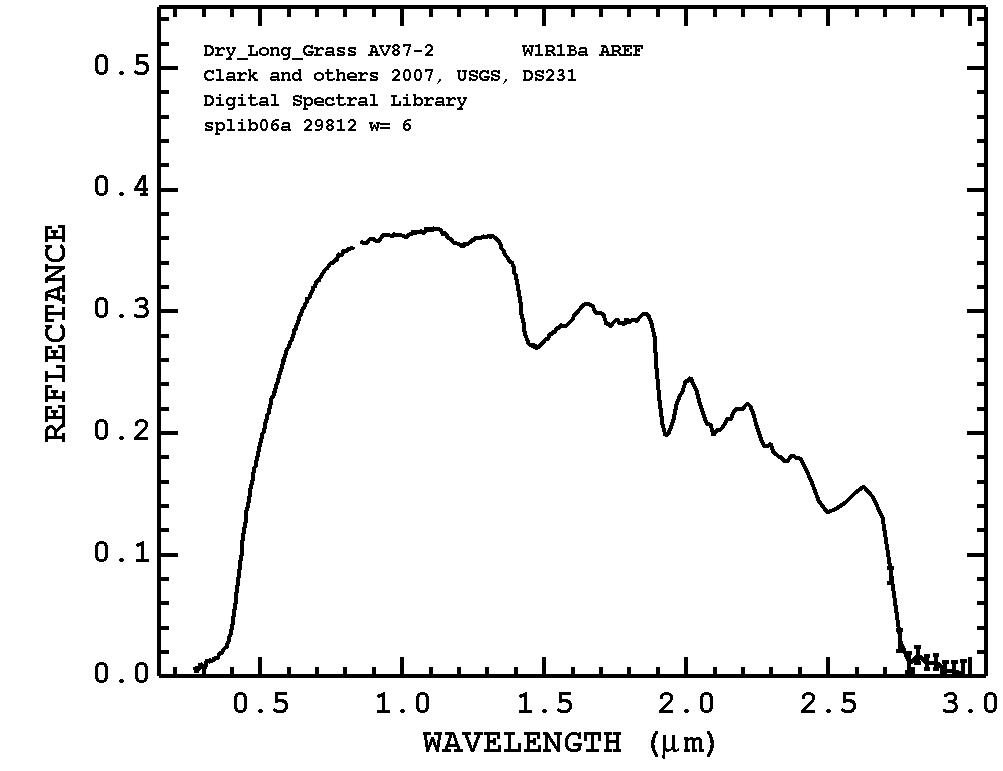 Dry_Long_Grass AV87-2 W1R1Ba AREF
Clark and others 2007, USGS, DS231
Digital Spectral Library
splib06a 29812 w= 6
0.5
0.4
0.3
0.2
0.1
0.0
REFLECTANCE
0.5 1.0 1.5 2.0 2.5 3.0
WAVELENGTH (μm)